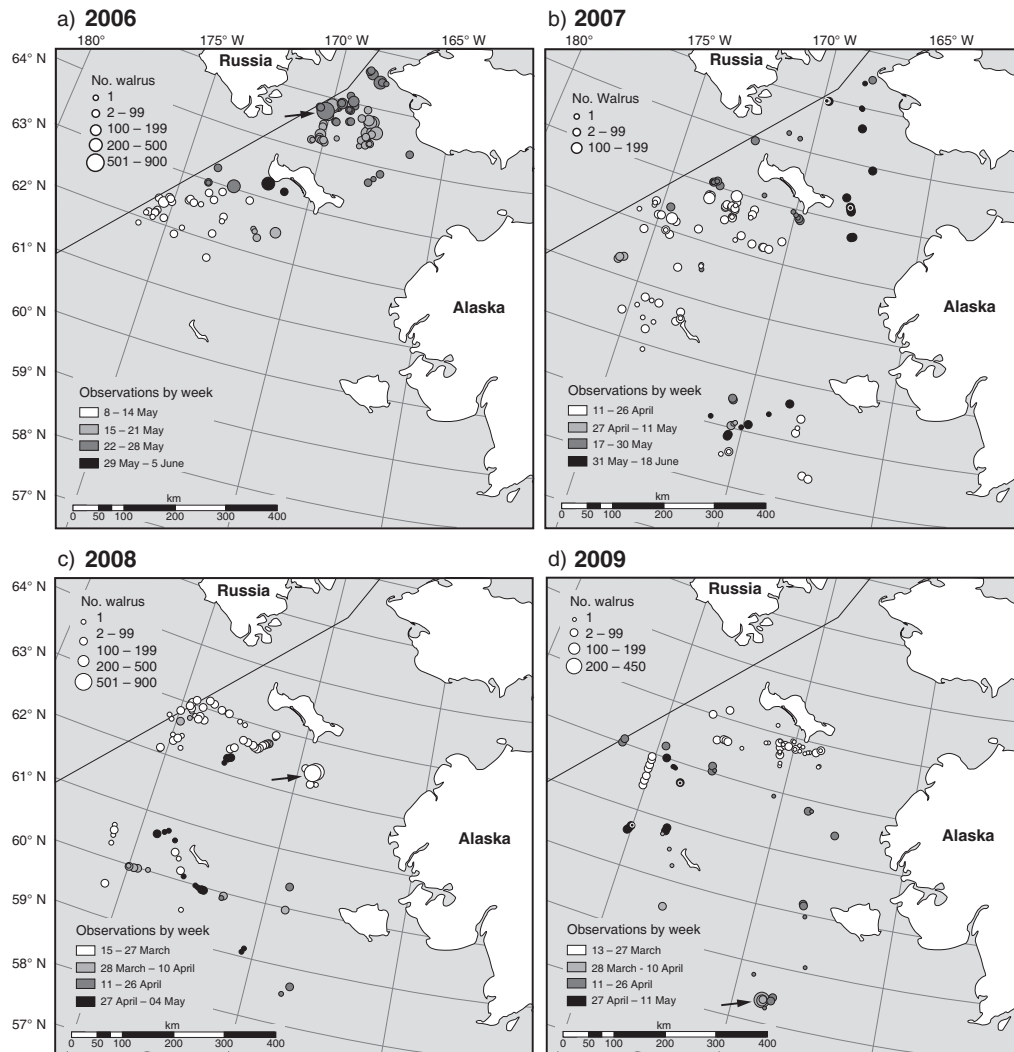 a) 2006
180°
175° W
170° W
165° W
64° N
63° N
62° N
61° N
60° N
59° N
58° N
57° N
Russia
Alaska
No. walrus
1
2 – 99
100 – 199
200 – 500
501 – 900
Observations by week
8 – 14 May
15 – 21 May
22 – 28 May
29 May – 5 June
km
0 50 100 200 300 400
b) 2007
180°
175° W
170° W
165° W
Russia
Alaska
No. Walrus
1
2 – 99
100 – 199
Observations by week
11 – 26 April
27 April – 11 May
17 – 30 May
31 May – 18 June
km
0 50 100 200 300 400
c) 2008
64° N
63° N
62° N
61° N
60° N
59° N
58° N
57° N
Russia
Alaska
No. walrus
1
2 – 99
100 – 199
200 – 500
501 – 900
Observations by week
15 – 27 March
28 March – 10 April
11 – 26 April
27 April – 04 May
km
0 50 100 200 300 400
d) 2009
Russia
Alaska
No. walrus
1
2 – 99
100 – 199
200 – 450
Observations by week
13 – 27 March
28 March - 10 April
11 – 26 April
27 April – 11 May
km
0 50 100 200 300 400